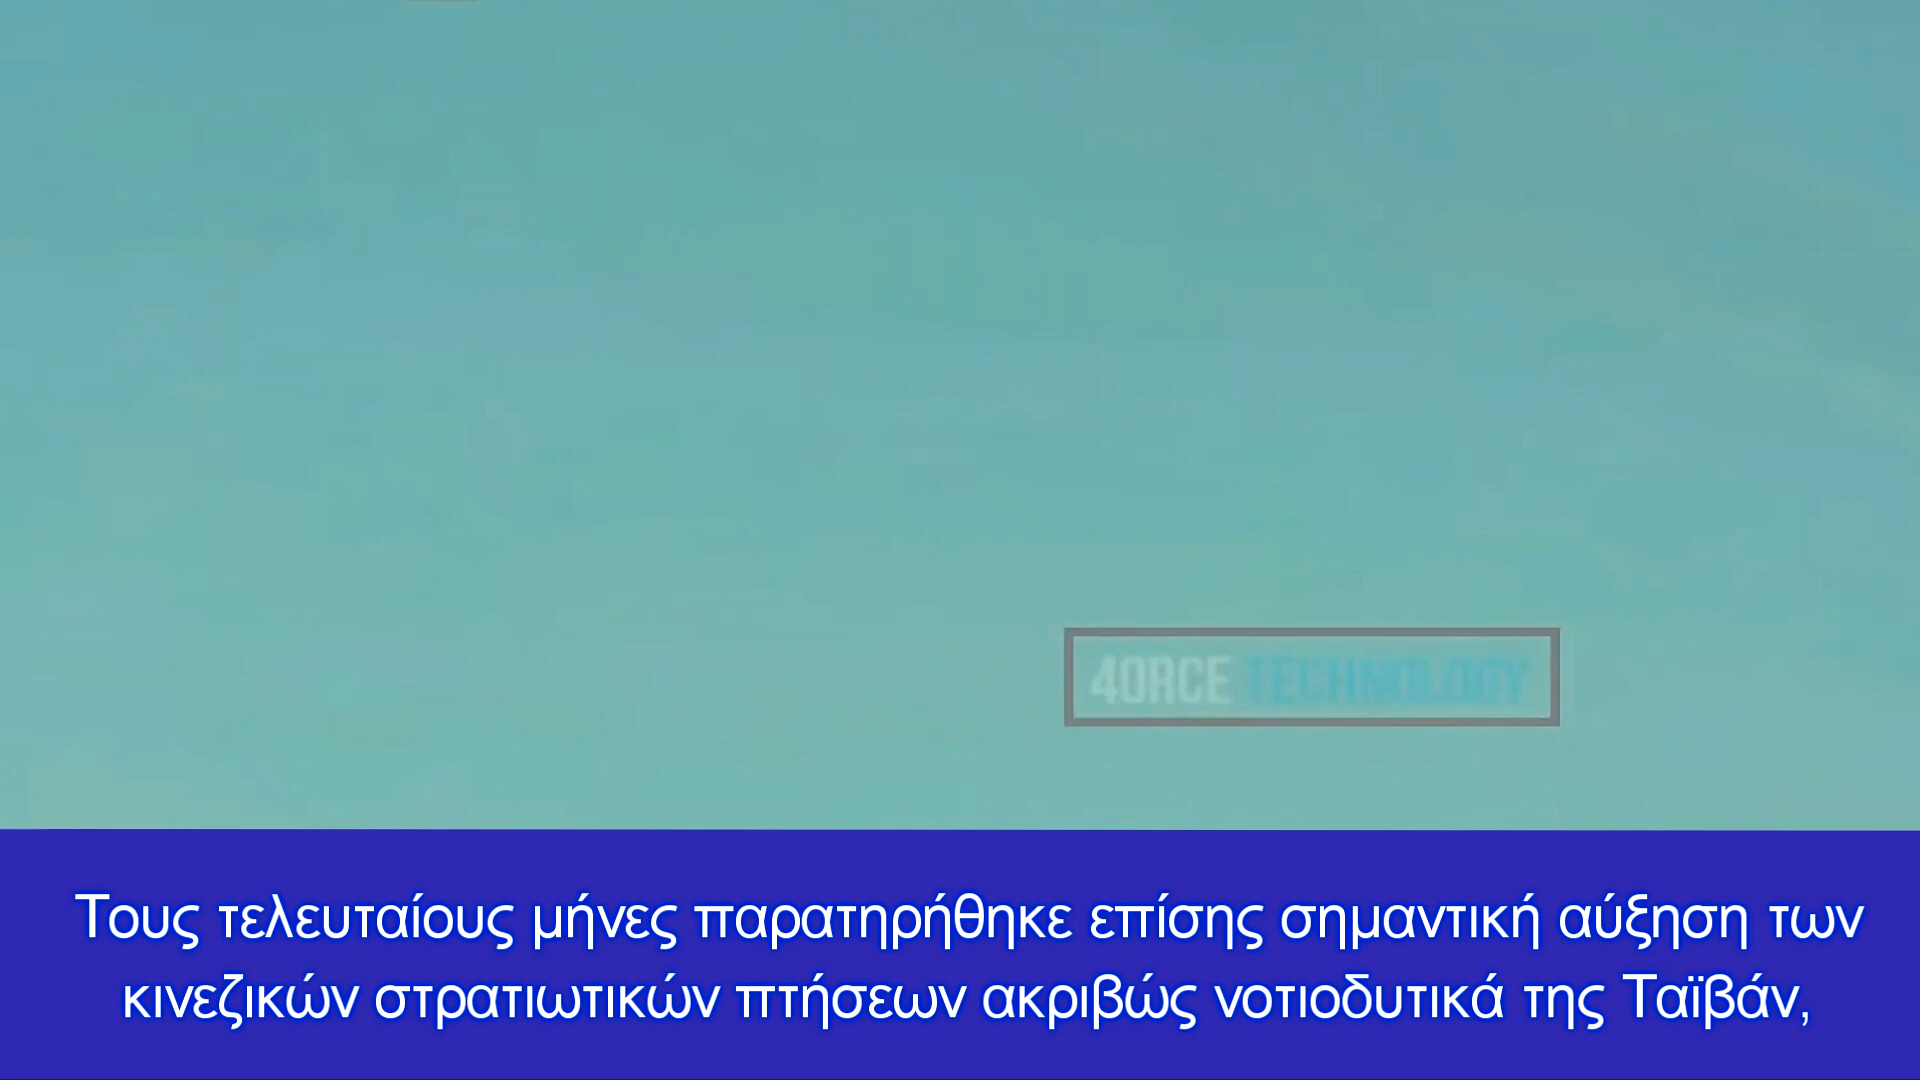 4ORCE TECHNOLOGY
Τους τελευταίους μήνες παρατηρήθηκε επίσης σημαντική αύξηση των
κινεζικών στρατιωτικών πτήσεων ακριβώς νοτιοδυτικά της Ταϊβάν,